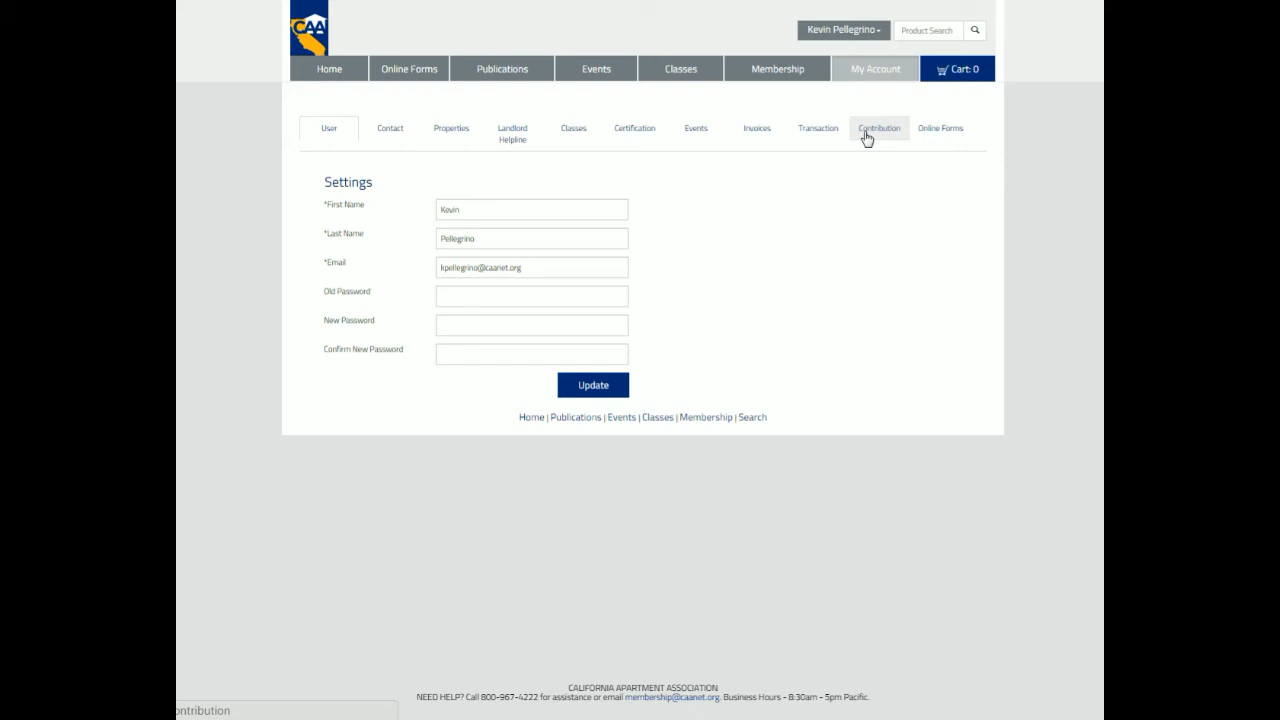 CAA
Kevin Pellegrino
Product Search
Home
Online Forms
Publications
Events
Classes
Membership
My Account
Cart: 0
User
Contact
Properties
Landlord
Helpline
Classes
Certification
Events
Invoices
Transaction
Contribution
Online Forms
Settings
*First Name
Kevin
*Last Name
Pellegrino
*Email
kpellegrino@caanet.org
Old Password
New Password
Confirm New Password
Update
Home | Publications | Events | Classes | Membership | Search
CALIFORNIA APARTMENT ASSOCIATION
NEED HELP? Call 800-967-4222 for assistance or email membership@caanet.org. Business Hours - 8:30am - 5pm Pacific.
ontribution